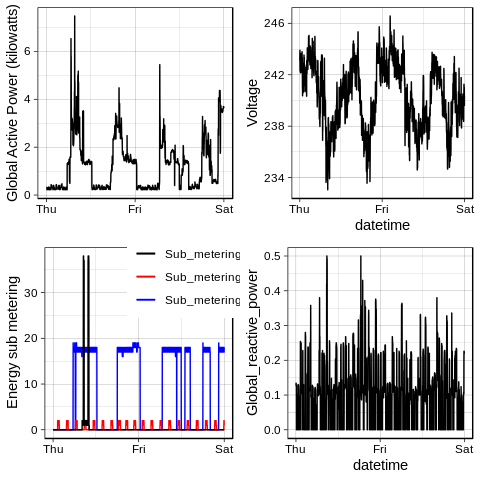 Global Active Power (kilowatts)
6
4
2
0
Thu
Fri
Sat
Voltage
246
242
238
234
Thu
Fri
Sat
datetime
Energy sub metering
30
20
10
0
Thu
Fri
Sat
Sub_metering
Sub_metering
Sub_metering
Global_reactive_power
0.5
0.4
0.3
0.2
0.1
0.0
Thu
Fri
Sat
datetime